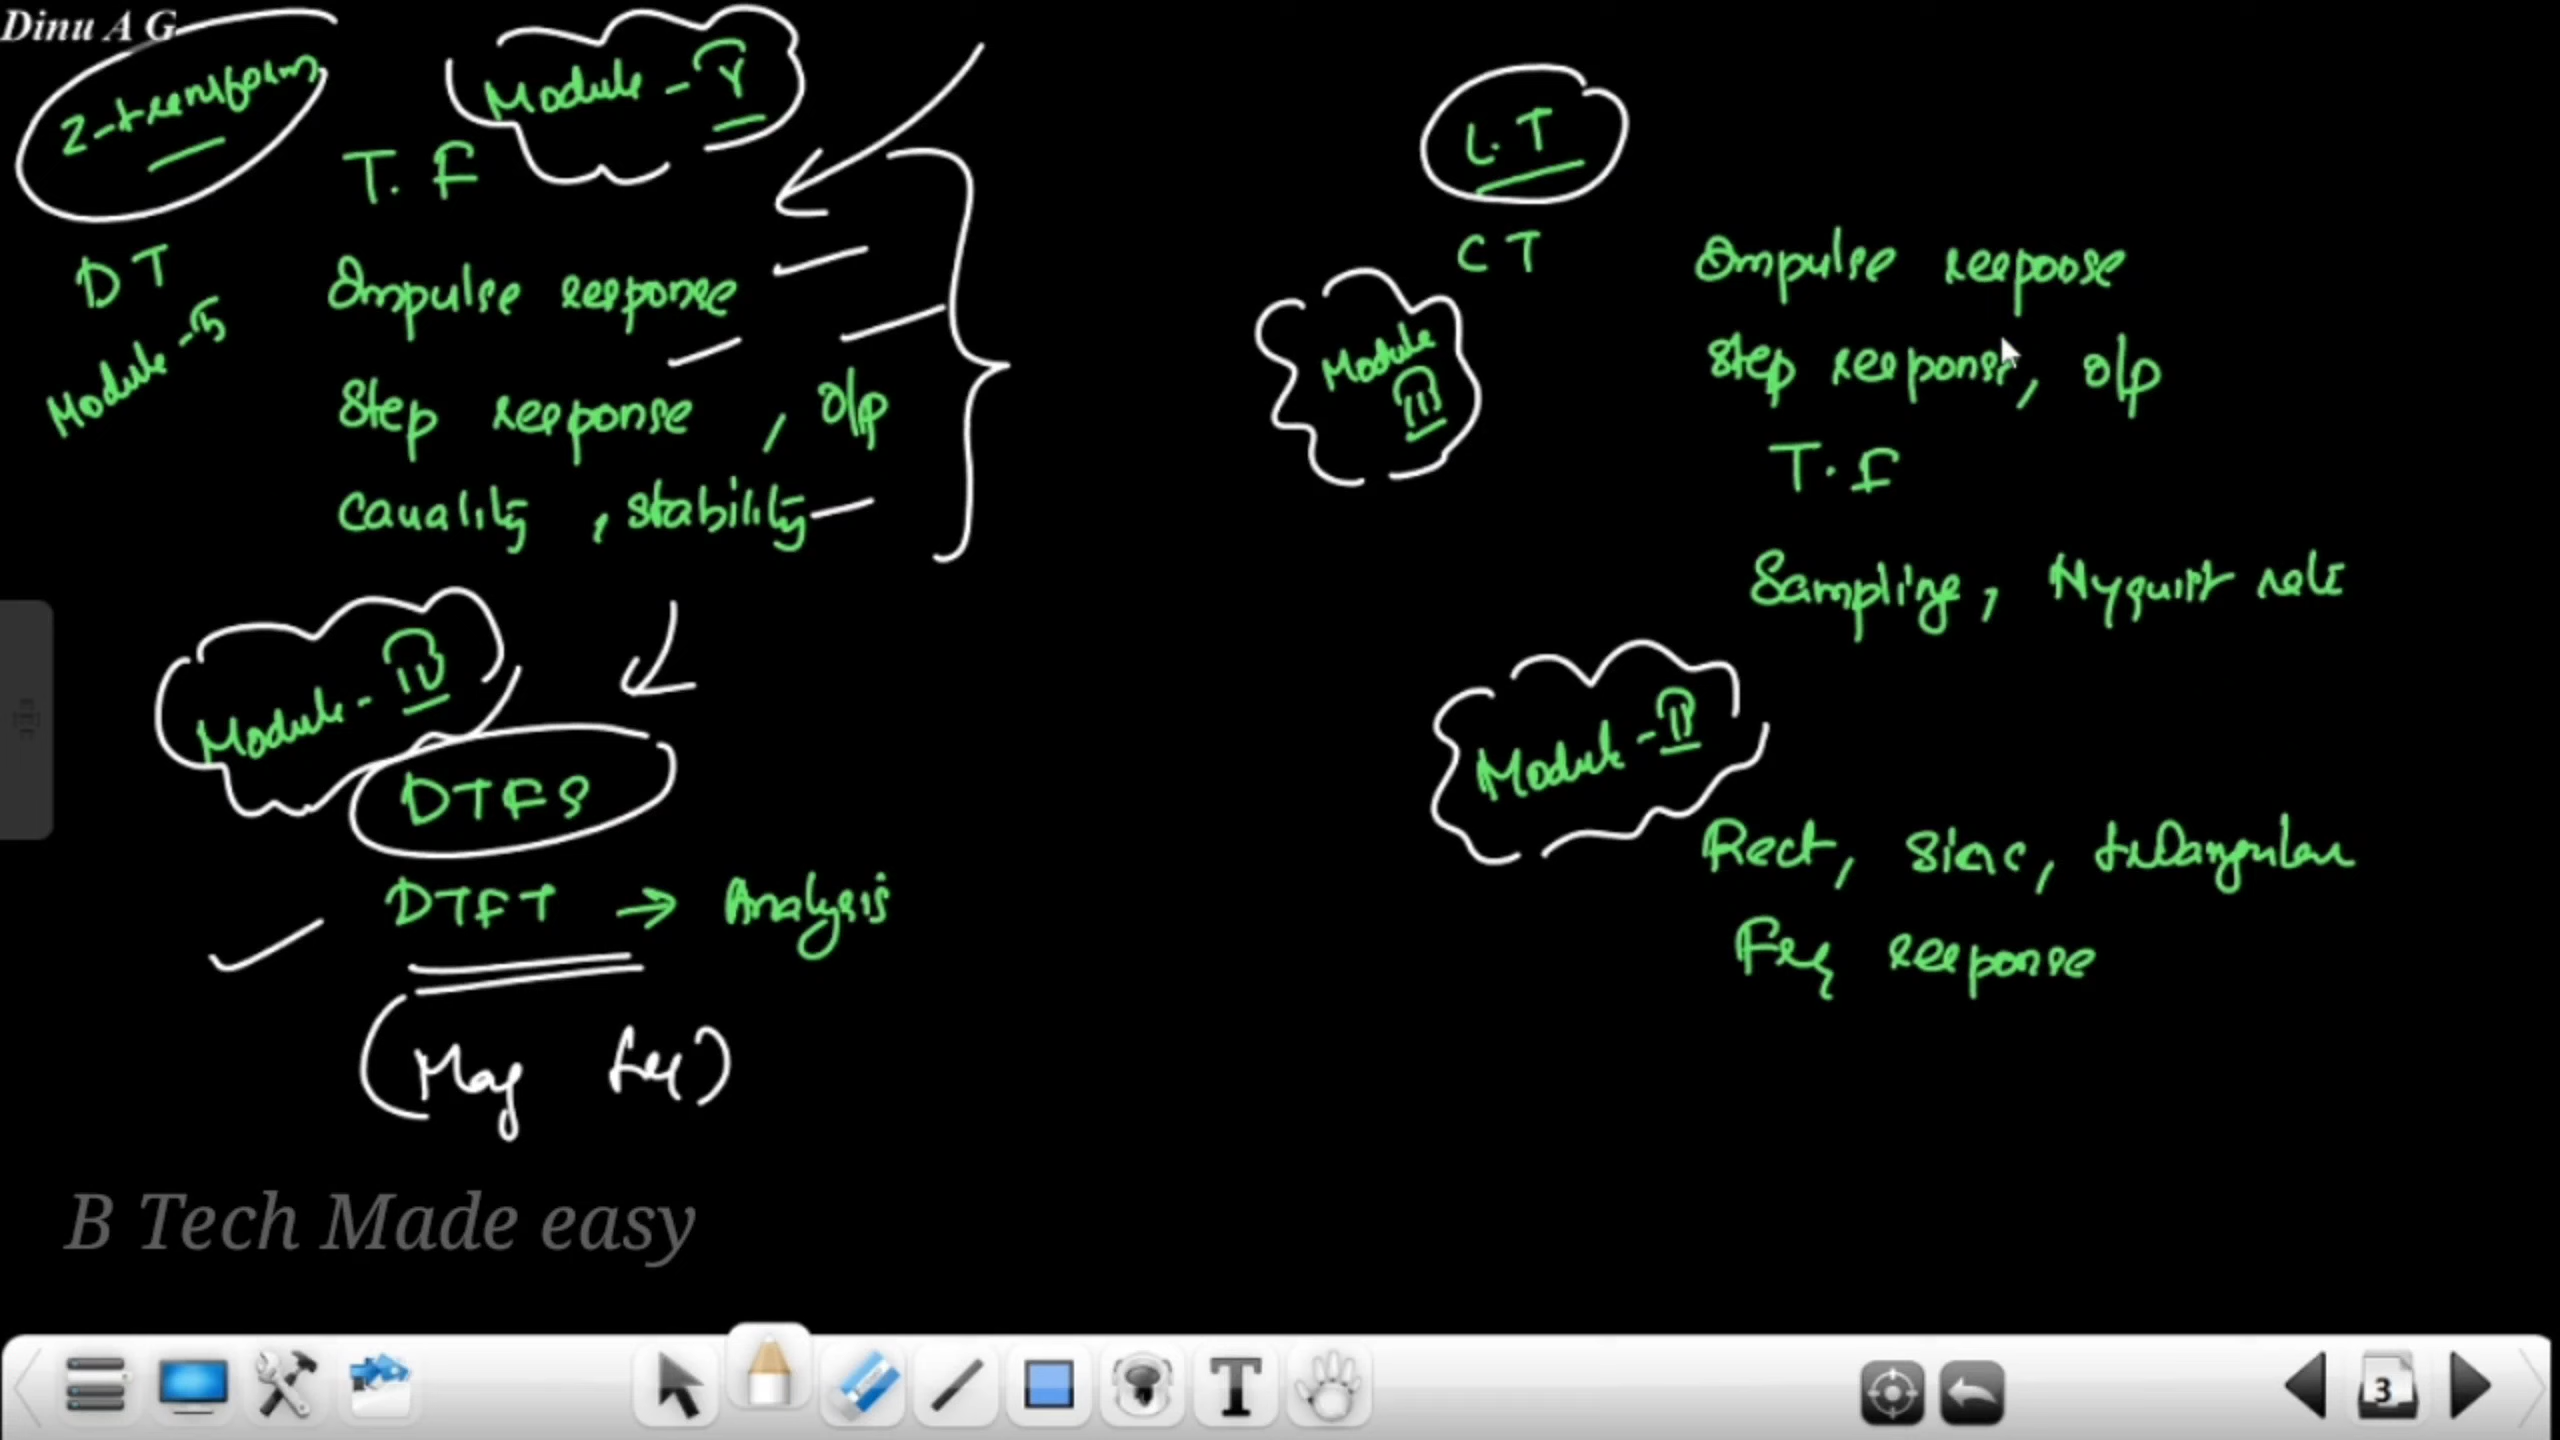 Dinu A G
Z-transform
Module - V
T. F
DT
Module - 5
Impulse response
Step response , o/p
Causality , stability
Module - IV
DTFS
DTFT → Analysis
(Mag fre)
L.T
CT
Module III
Impulse response
Step response, o/p
T.F
Sampling, Nyquist rate
Module - II
Rect, Sinc, triangular
Freq response
B Tech Made easy
3